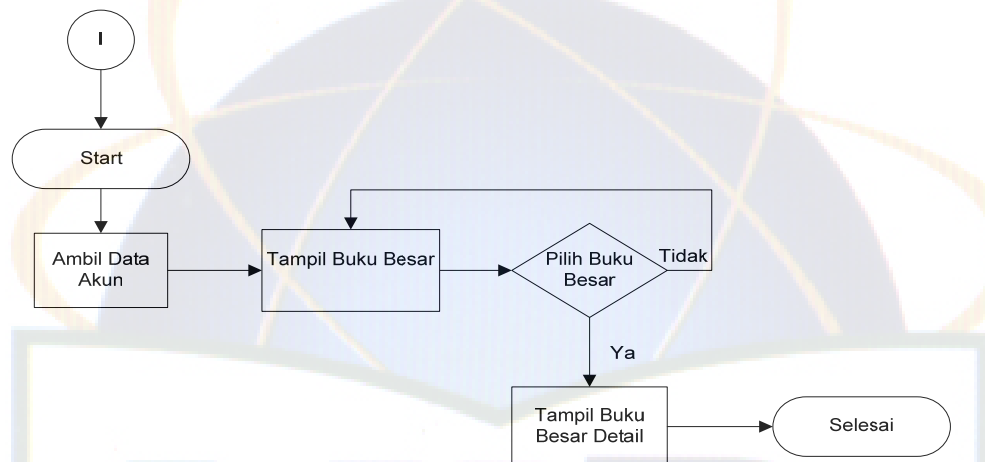 I
Start
Ambil Data
Akun
Tampil Buku Besar
Pilih Buku
Besar
Tidak
Ya
Tampil Buku
Besar Detail
Selesai